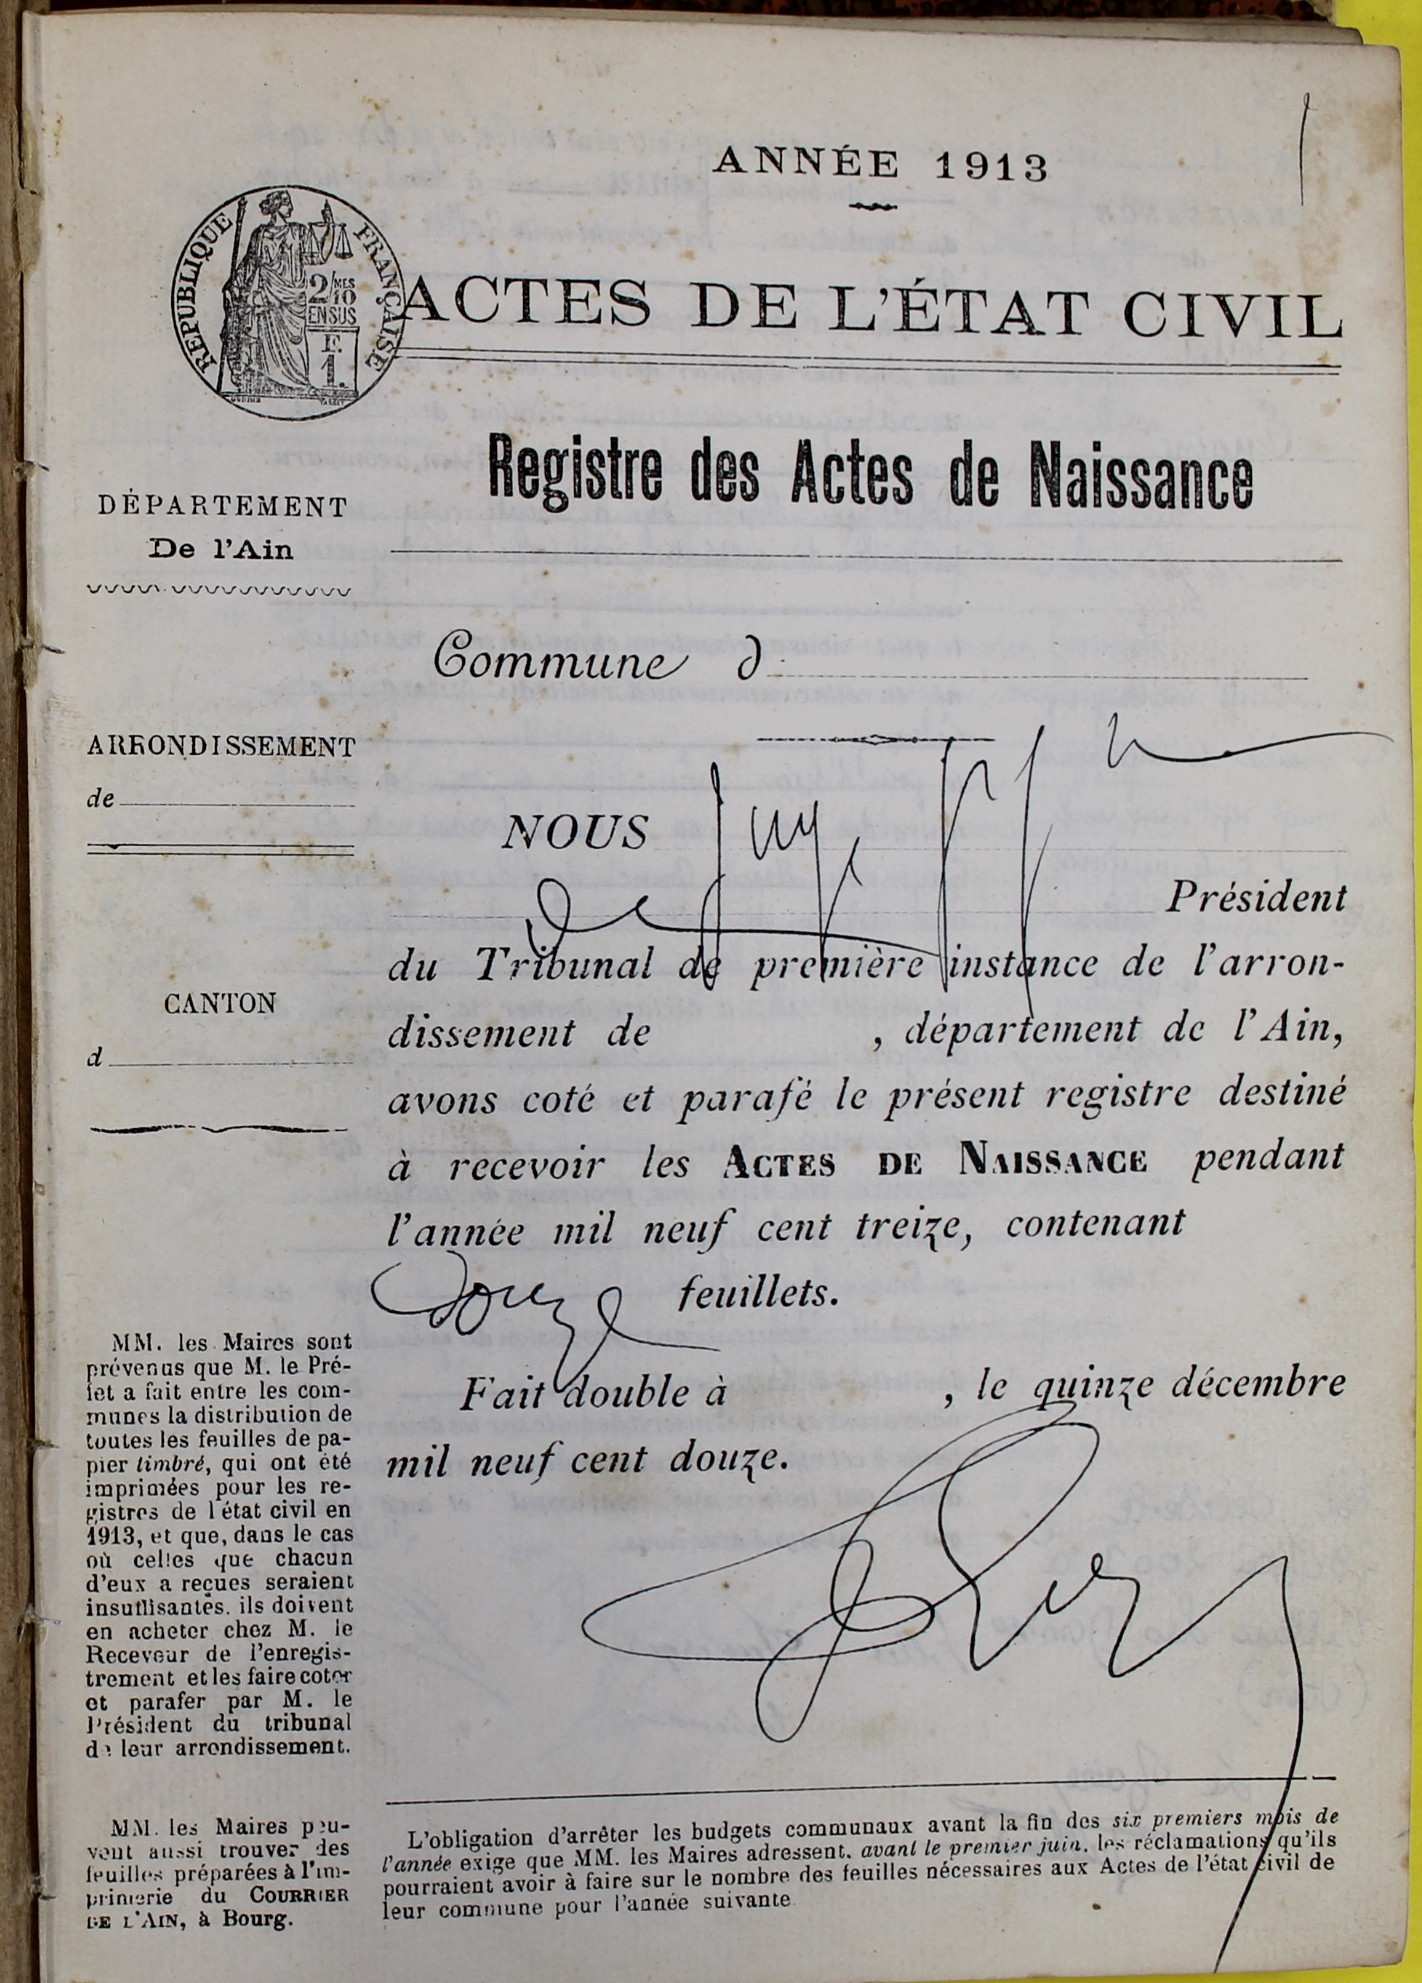 ANNÉE 1913
RÉPUBLIQUE FRANÇAISE
2/MES
10
EN SUS
F.
1.
ACTES DE L'ÉTAT CIVIL
Registre des Actes de Naissance
DÉPARTEMENT
De l'Ain
Commune d
ARRONDISSEMENT
de
CANTON
d
NOUS Juge
de Président
du Tribunal de première instance de l'arron-
dissement de , département de l'Ain,
avons coté et parafé le présent registre destiné
à recevoir les ACTES DE NAISSANCE pendant
l'année mil neuf cent treize, contenant
Douze feuillets.
Fait double à , le quinze décembre
mil neuf cent douze.
MM. les Maires sont
prévenus que M. le Pré-
fet a fait entre les com-
munes la distribution de
toutes les feuilles de pa-
pier timbré, qui ont été
imprimées pour les re-
gistres de l'état civil en
1913, et que, dans le cas
où celles que chacun
d'eux a reçues seraient
insuffisantes, ils doivent
en acheter chez M. le
Receveur de l'enregis-
trement et les faire coter
et parafer par M. le
Président du tribunal
de leur arrondissement.
MM. les Maires peu-
vent aussi trouver des
feuilles préparées à l'im-
primerie du COURRIER
DE L'AIN, à Bourg.
L'obligation d'arrêter les budgets communaux avant la fin des six premiers mois de
l'année exige que MM. les Maires adressent, avant le premier juin, les réclamations qu'ils
pourraient avoir à faire sur le nombre des feuilles nécessaires aux Actes de l'état civil de
leur commune pour l'année suivante.